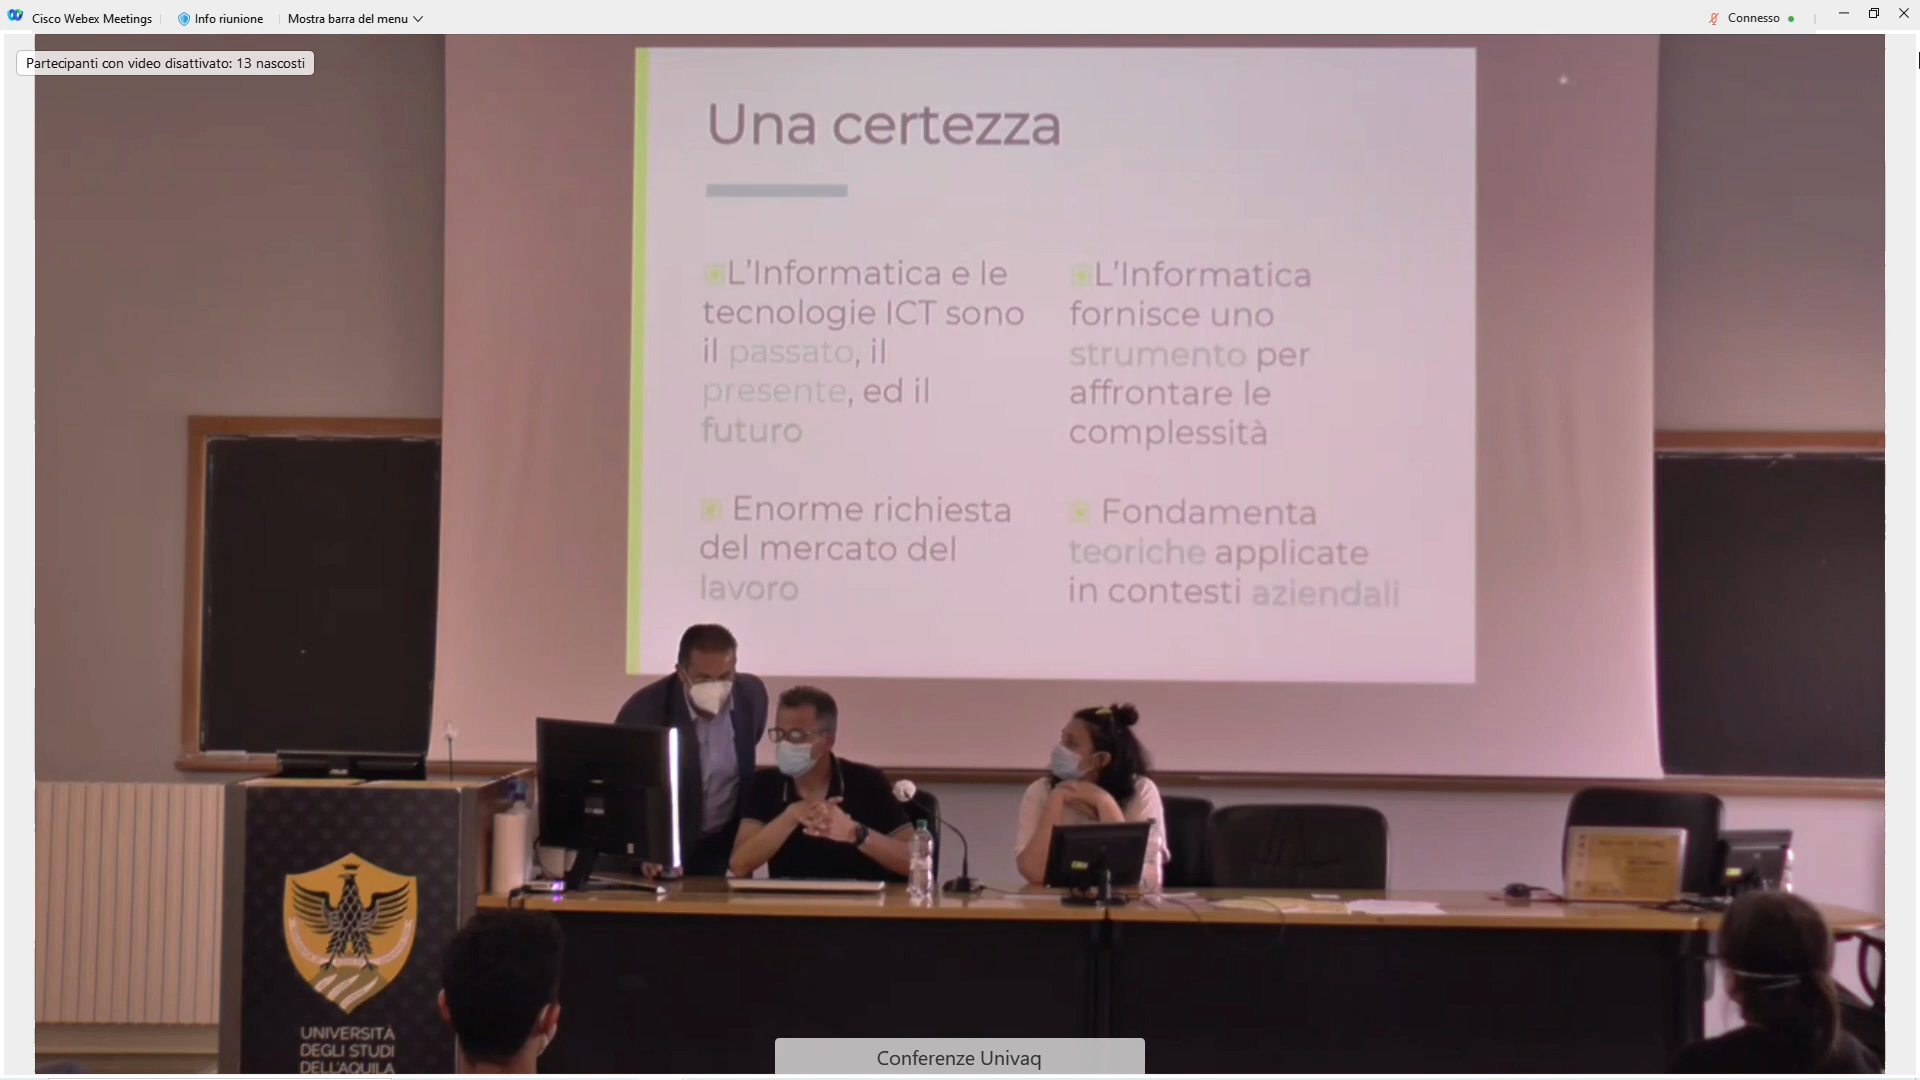 Cisco Webex Meetings
Info riunione
Mostra barra del menu
Connesso
Partecipanti con video disattivato: 13 nascosti
Una certezza
L'Informatica e le
tecnologie ICT sono
il passato, il
presente, ed il
futuro
Enorme richiesta
del mercato del
lavoro
L'Informatica
fornisce uno
strumento per
affrontare le
complessità
Fondamenta
teoriche applicate
in contesti aziendali
UNIVERSITÀ
DEGLI STUDI
DELL'AQUILA
Conferenze Univaq